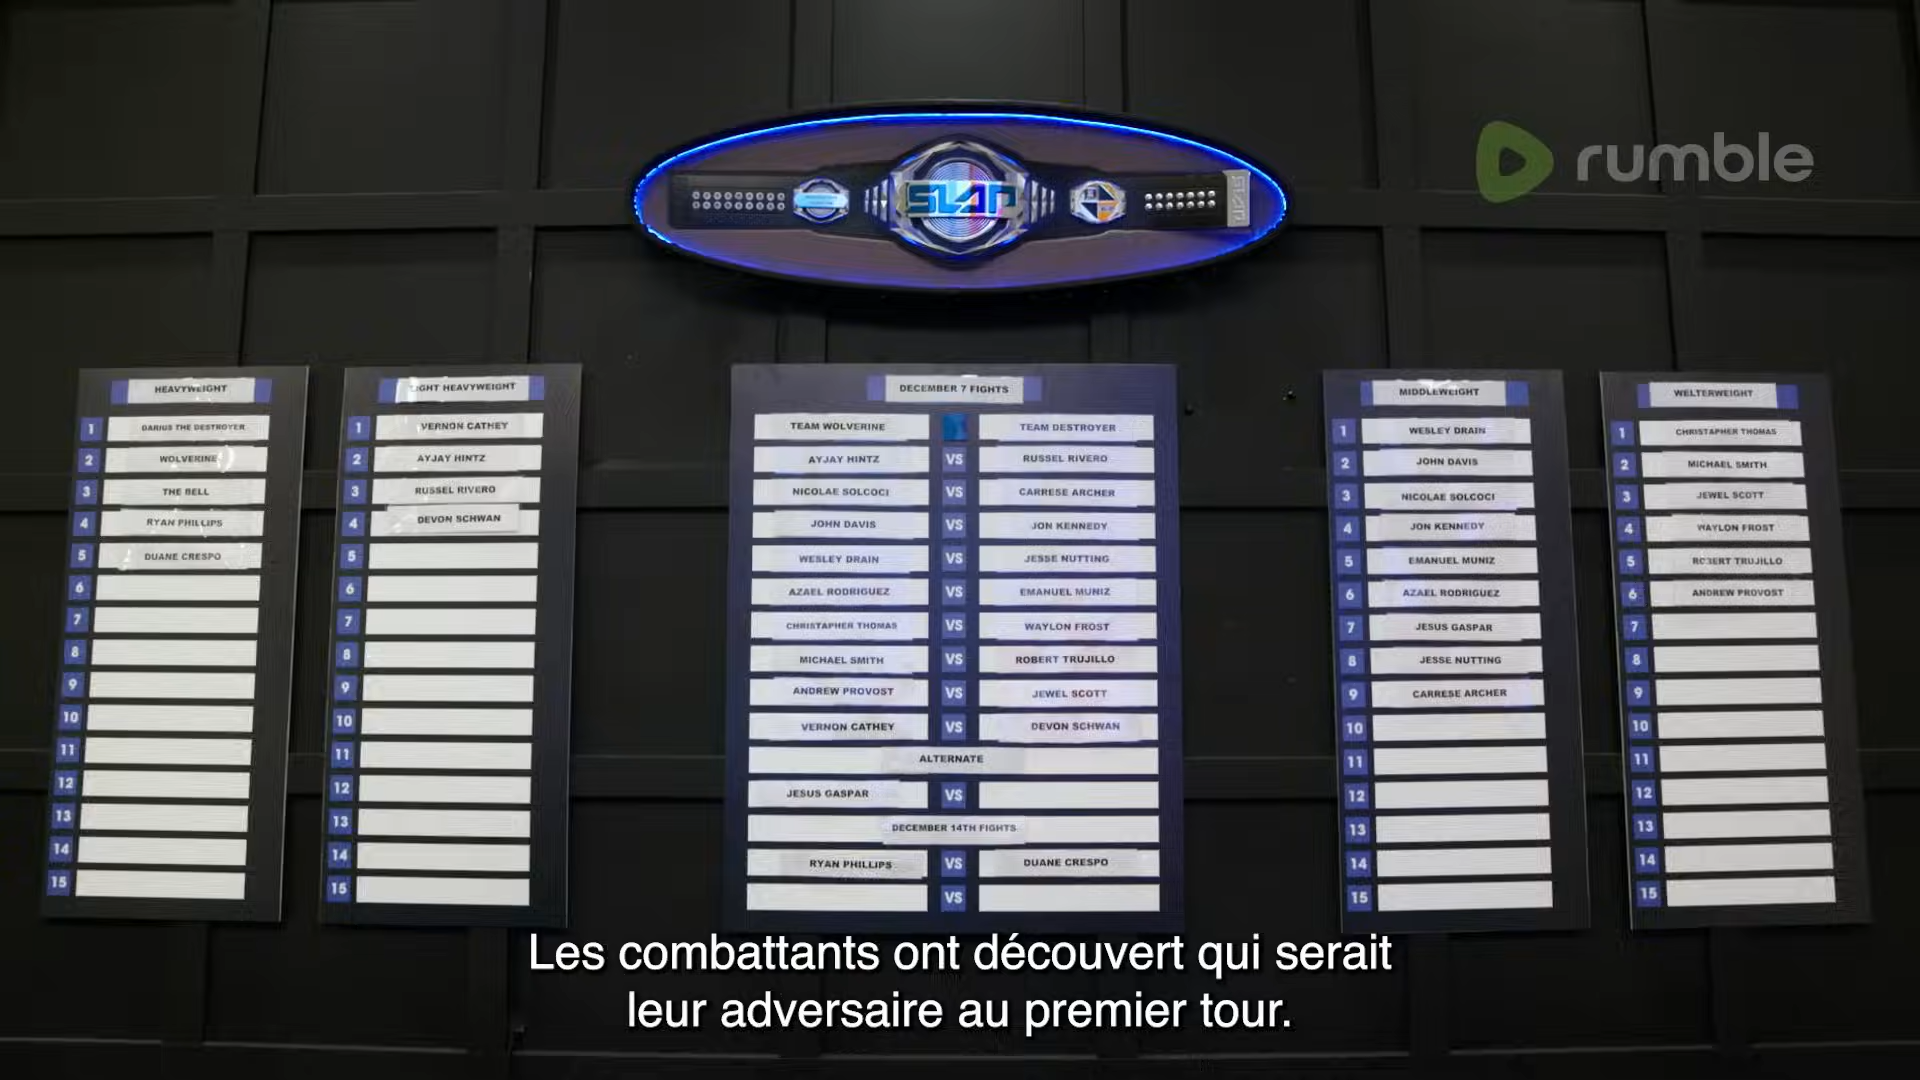 rumble
SLAP
HEAVYWEIGHT
1 DARIUS THE DESTROYER
2 WOLVERINE
3 THE BELL
4 RYAN PHILLIPS
5 DUANE CRESPO
6
7
8
9
10
11
12
13
14
15
LIGHT HEAVYWEIGHT
1 VERNON CATHEY
2 AYJAY HINTZ
3 RUSSEL RIVERO
4 DEVON SCHWAN
5
6
7
8
9
10
11
12
13
14
15
DECEMBER 7 FIGHTS
TEAM WOLVERINE TEAM DESTROYER
AYJAY HINTZ VS RUSSEL RIVERO
NICOLAE SOLCOCI VS CARRESE ARCHER
JOHN DAVIS VS JON KENNEDY
WESLEY DRAIN VS JESSE NUTTING
AZAEL RODRIGUEZ VS EMANUEL MUNIZ
CHRISTOPHER THOMAS VS WAYLON FROST
MICHAEL SMITH VS ROBERT TRUJILLO
ANDREW PROVOST VS JEWEL SCOTT
VERNON CATHEY VS DEVON SCHWAN
ALTERNATE
JESUS GASPAR VS
DECEMBER 14TH FIGHTS
RYAN PHILLIPS VS DUANE CRESPO
VS
MIDDLEWEIGHT
1 WESLEY DRAIN
2 JOHN DAVIS
3 NICOLAE SOLCOCI
4 JON KENNEDY
5 EMANUEL MUNIZ
6 AZAEL RODRIGUEZ
7 JESUS GASPAR
8 JESSE NUTTING
9 CARRESE ARCHER
10
11
12
13
14
15
WELTERWEIGHT
1 CHRISTOPHER THOMAS
2 MICHAEL SMITH
3 JEWEL SCOTT
4 WAYLON FROST
5 ROBERT TRUJILLO
6 ANDREW PROVOST
7
8
9
10
11
12
13
14
15
Les combattants ont découvert qui serait
leur adversaire au premier tour.